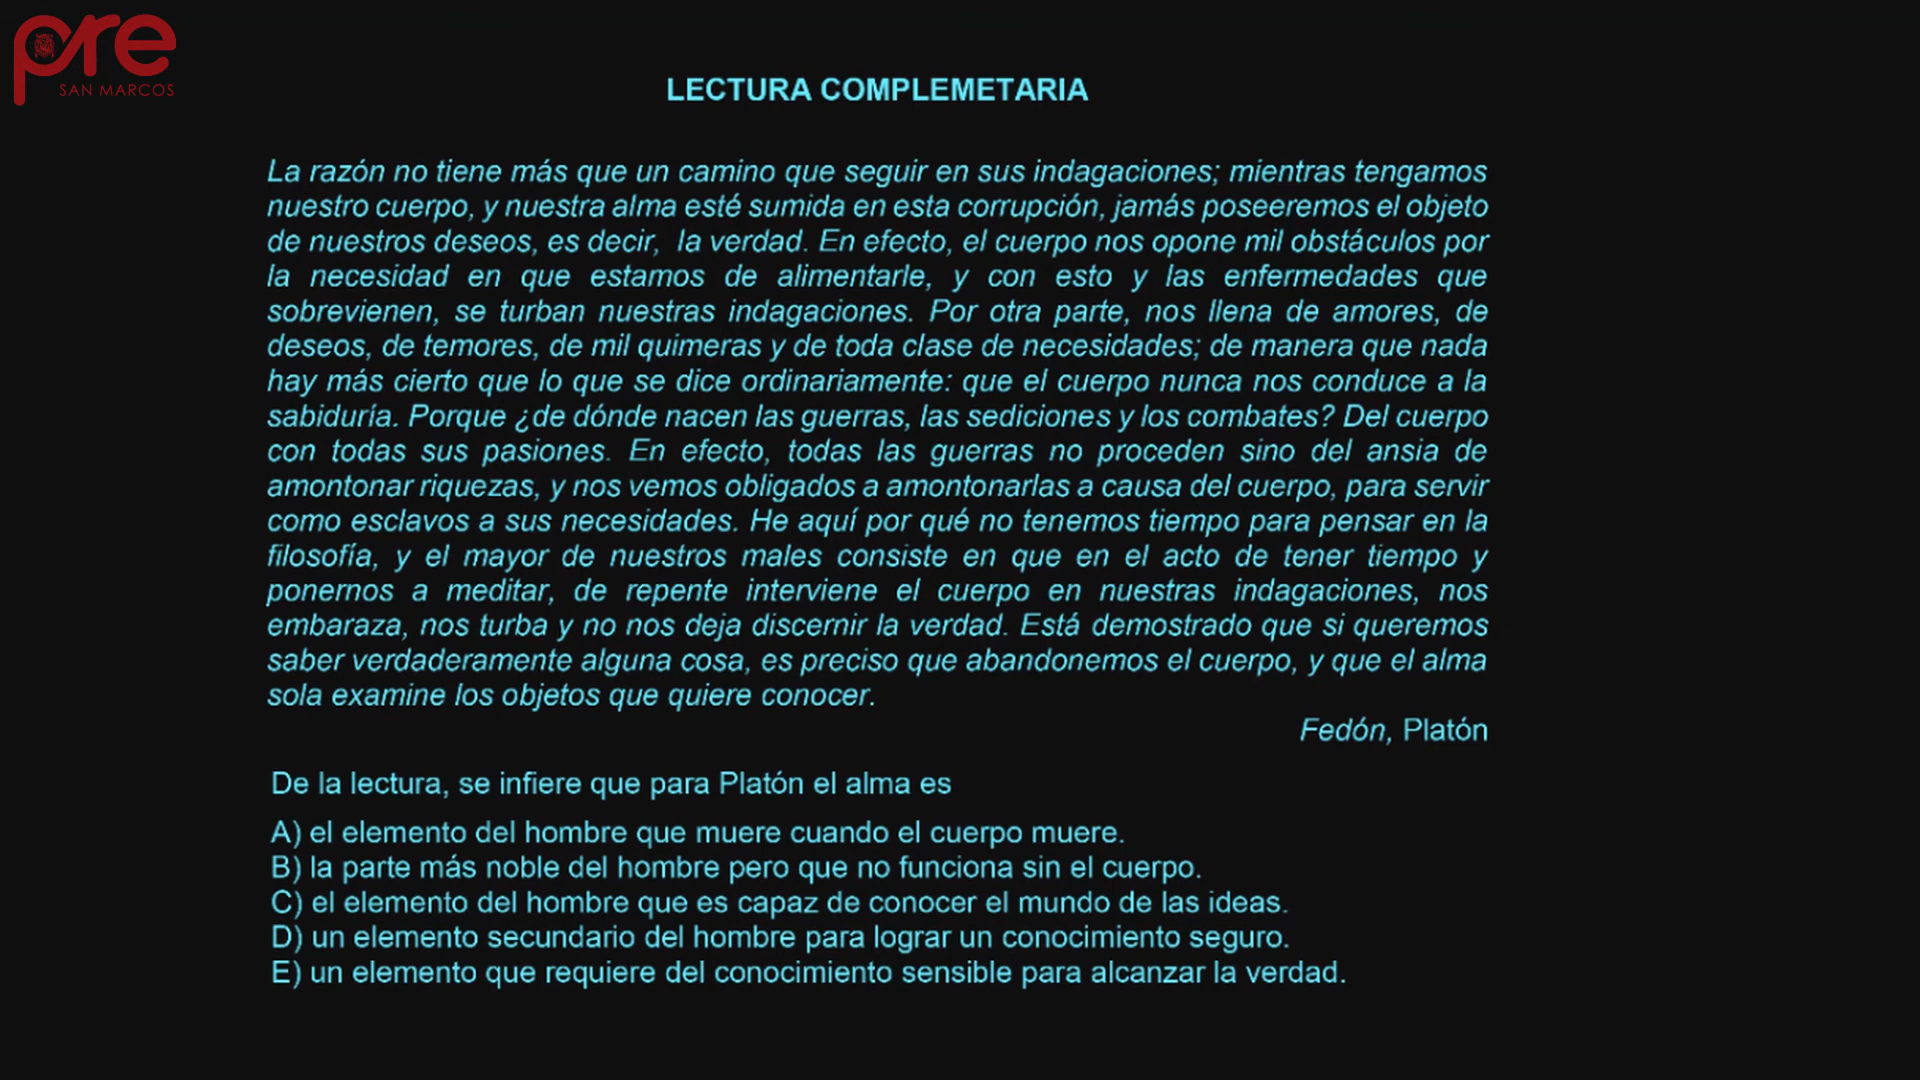 pre
SAN MARCOS
LECTURA COMPLEMETARIA
La razón no tiene más que un camino que seguir en sus indagaciones; mientras tengamos
nuestro cuerpo, y nuestra alma esté sumida en esta corrupción, jamás poseeremos el objeto
de nuestros deseos, es decir, la verdad. En efecto, el cuerpo nos opone mil obstáculos por
la necesidad en que estamos de alimentarle, y con esto y las enfermedades que
sobrevienen, se turban nuestras indagaciones. Por otra parte, nos llena de amores, de
deseos, de temores, de mil quimeras y de toda clase de necesidades; de manera que nada
hay más cierto que lo que se dice ordinariamente: que el cuerpo nunca nos conduce a la
sabiduría. Porque ¿de dónde nacen las guerras, las sediciones y los combates? Del cuerpo
con todas sus pasiones. En efecto, todas las guerras no proceden sino del ansia de
amontonar riquezas, y nos vemos obligados a amontonarlas a causa del cuerpo, para servir
como esclavos a sus necesidades. He aquí por qué no tenemos tiempo para pensar en la
filosofía, y el mayor de nuestros males consiste en que en el acto de tener tiempo y
ponernos a meditar, de repente interviene el cuerpo en nuestras indagaciones, nos
embaraza, nos turba y no nos deja discernir la verdad. Está demostrado que si queremos
saber verdaderamente alguna cosa, es preciso que abandonemos el cuerpo, y que el alma
sola examine los objetos que quiere conocer.
Fedón, Platón
De la lectura, se infiere que para Platón el alma es
A) el elemento del hombre que muere cuando el cuerpo muere.
B) la parte más noble del hombre pero que no funciona sin el cuerpo.
C) el elemento del hombre que es capaz de conocer el mundo de las ideas.
D) un elemento secundario del hombre para lograr un conocimiento seguro.
E) un elemento que requiere del conocimiento sensible para alcanzar la verdad.